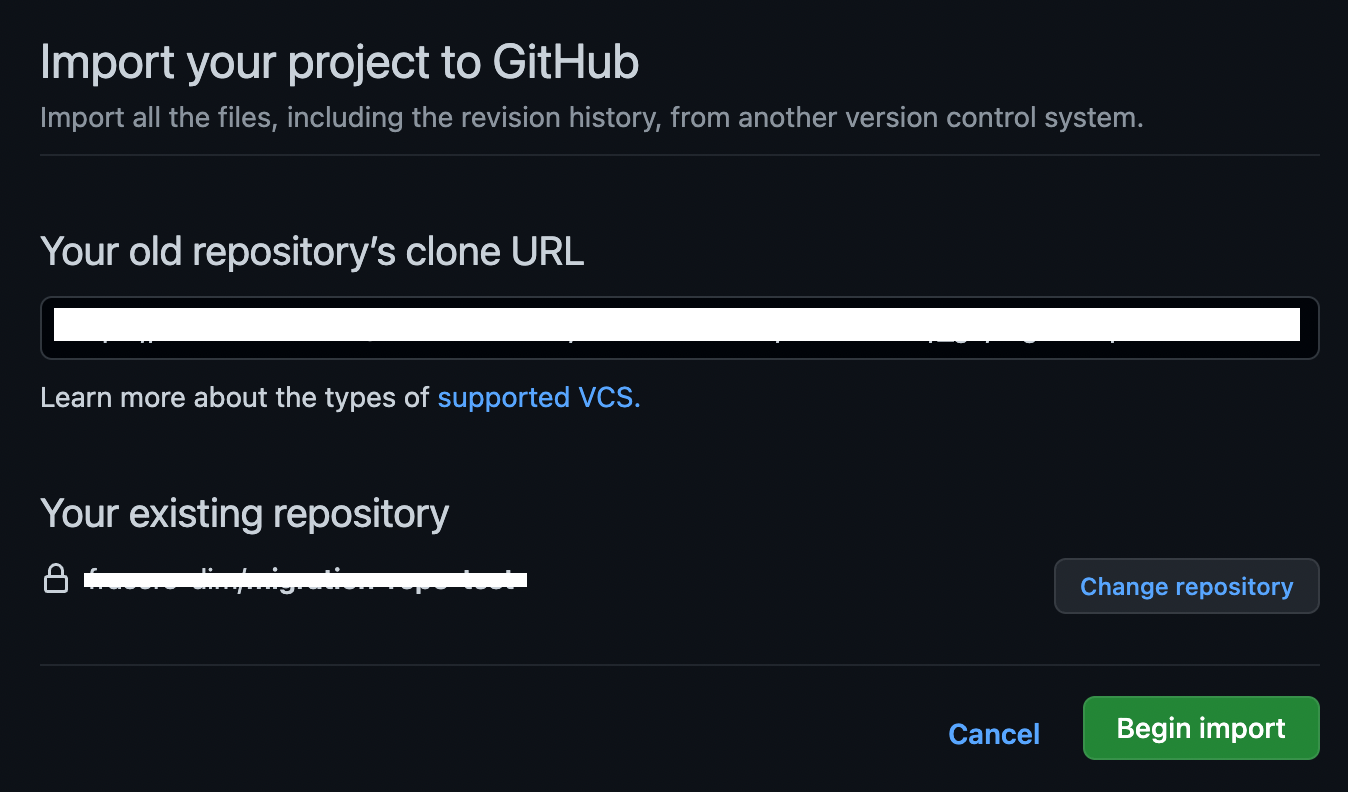 Import your project to GitHub
Import all the files, including the revision history, from another version control system.
Your old repository’s clone URL
Learn more about the types of supported VCS.
Your existing repository
Change repository
Cancel
Begin import